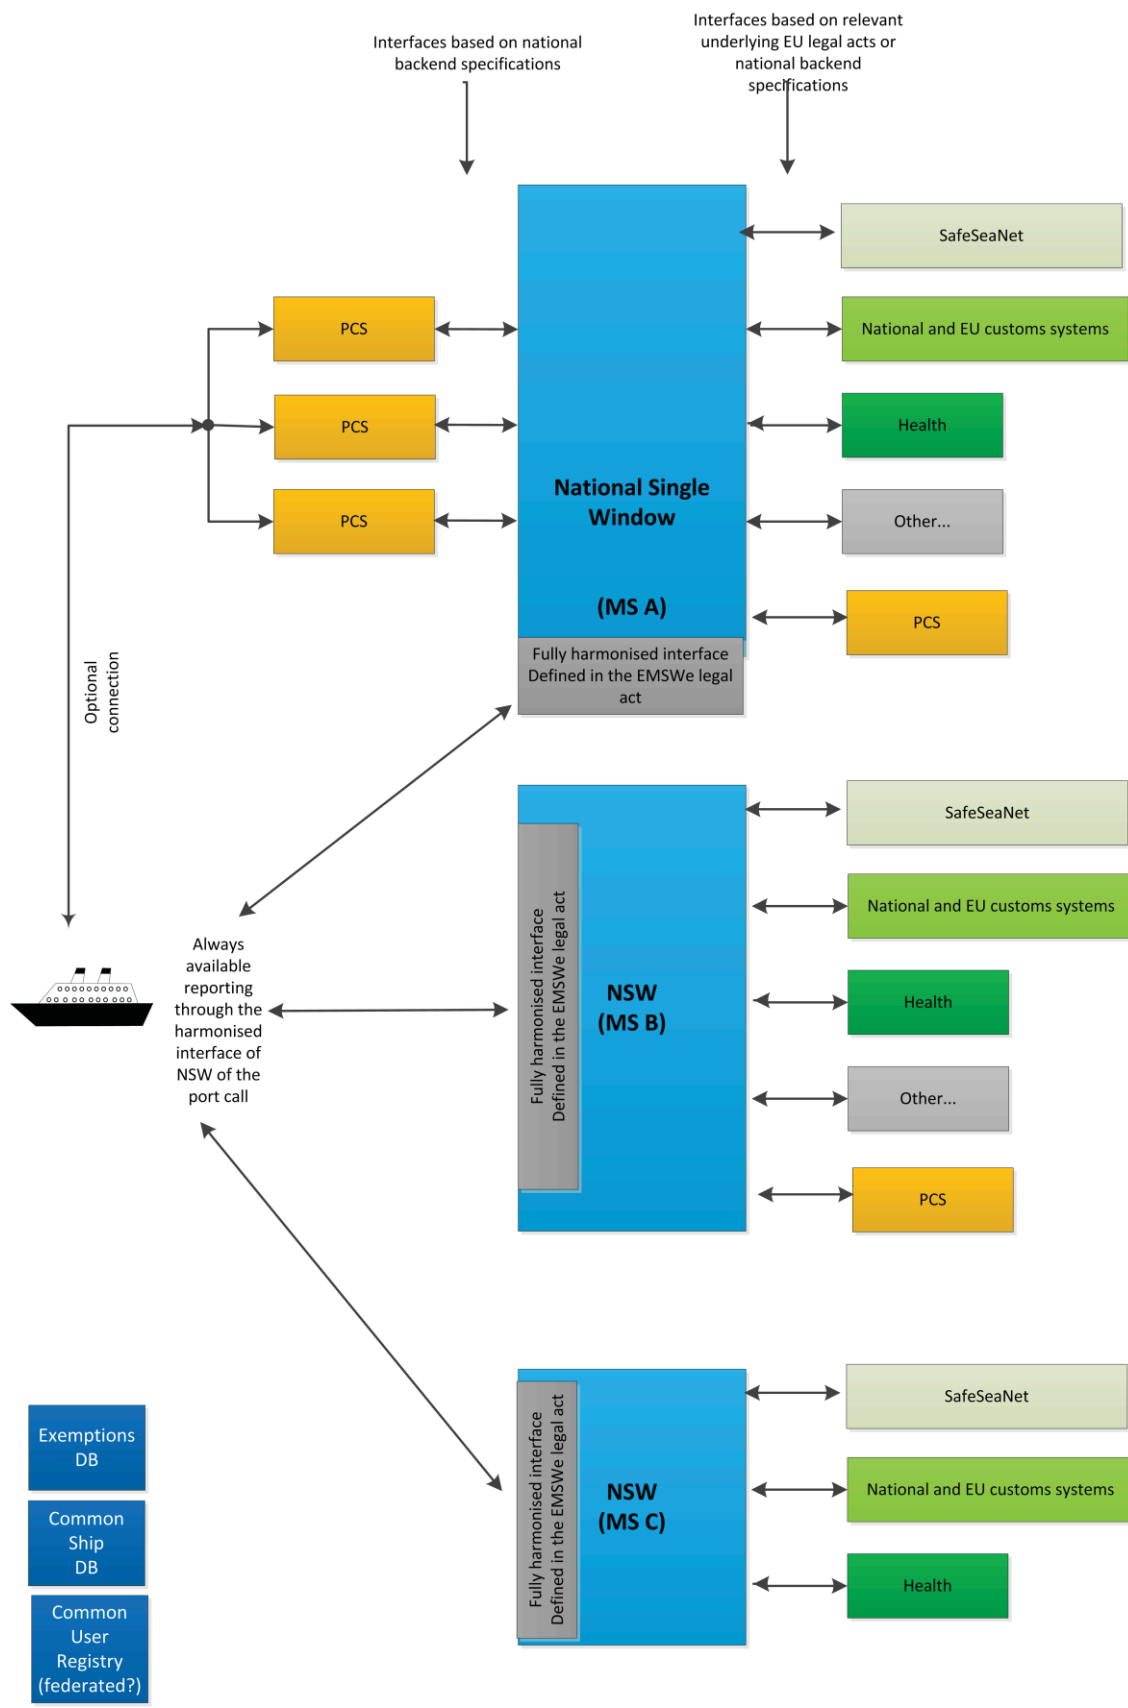 Interfaces based on national
backend specifications
Interfaces based on relevant
underlying EU legal acts or
national backend
specifications
SafeSeaNet
PCS
National and EU customs systems
PCS
Health
National Single
Window
PCS
Other...
(MS A)
PCS
Fully harmonised interface
Defined in the EMSWe legal
act
Optional
connection
SafeSeaNet
Fully harmonised interface
Defined in the EMSWe legal act
National and EU customs systems
Always
available
reporting
through the
harmonised
interface of
NSW of the
port call
NSW
(MS B)
Health
Other...
PCS
SafeSeaNet
Exemptions
DB
Fully harmonised interface
Defined in the EMSWe legal act
NSW
(MS C)
National and EU customs systems
Common
Ship
DB
Health
Common
User
Registry
(federated?)